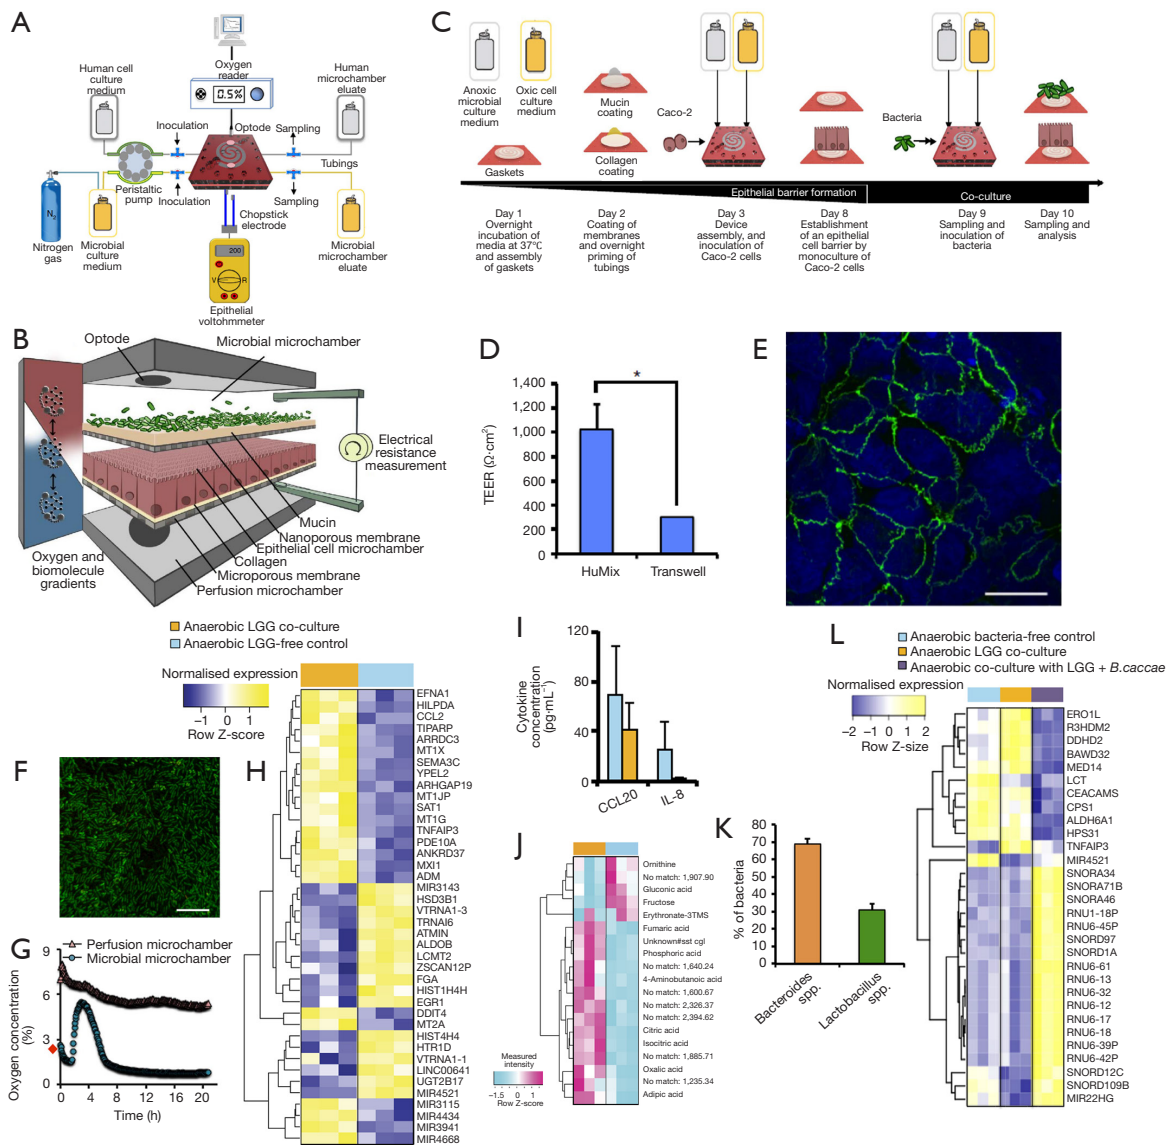 A
Human cell
culture
medium
Oxygen
reader
0.5%
Human
microchamber
eluate
Inoculation
Optode
Sampling
Tubings
Peristaltic
pump
Inoculation
Sampling
N2
Nitrogen
gas
Microbial
culture
medium
Chopstick
electrode
200
V
R
Microbial
microchamber
eluate
Epithelial
voltohmmeter
C
Anoxic
microbial
culture
medium
Oxic cell
culture
medium
Gaskets
Mucin
coating
Collagen
coating
Caco-2
Bacteria
Epithelial barrier formation
Co-culture
Day 1
Overnight
incubation of
media at 37°C
and assembly
of gaskets
Day 2
Coating of
membranes
and overnight
priming of
tubings
Day 3
Device
assembly, and
inoculation of
Caco-2 cells
Day 8
Establishment
of an epithelial
cell barrier by
monoculture of
Caco-2 cells
Day 9
Sampling and
inoculation of
bacteria
Day 10
Sampling and
analysis
B
Optode
Microbial microchamber
Electrical
resistance
measurement
Mucin
Nanoporous membrane
Epithelial cell microchamber
Collagen
Microporous membrane
Perfusion microchamber
Oxygen and
biomolecule
gradients
D
TEER (Ω·cm²)
1,400
1,200
1,000
800
600
400
200
0
*
HuMix
Transwell
E
Anaerobic LGG co-culture
Anaerobic LGG-free control
Normalised expression
-1 0 1
Row Z-score
F
G
Perfusion microchamber
Microbial microchamber
Oxygen concentration
(%)
9
6
3
0
0 4 8 12 16 20
Time (h)
H
EFNA1
HILPDA
CCL2
TIPARP
ARRDC3
MT1X
SEMA3C
YPEL2
ARHGAP19
MT1JP
SAT1
MT1G
TNFAIP3
PDE10A
ANKRD37
MXI1
ADM
MIR3143
HSD3B1
VTRNA1-3
TRNAI6
ATMIN
ALDOB
LCMT2
ZSCAN12P
FGA
HIST1H4H
EGR1
DDIT4
MT2A
HIST4H4
HTR1D
VTRNA1-1
LINC00641
UGT2B17
MIR4521
MIR3115
MIR4434
MIR3941
MIR4668
I
Cytokine
concentration
(pg·mL⁻¹)
120
80
40
0
CCL20
IL-8
J
Ornithine
No match: 1,907.90
Gluconic acid
Fructose
Erythronate-3TMS
Fumaric acid
Unknown#sst cgl
Phosphoric acid
No match: 1,640.24
4-Aminobutanoic acid
No match: 1,600.67
No match: 2,326.37
No match: 2,394.62
Citric acid
Isocitric acid
No match: 1,885.71
Oxalic acid
No match: 1,235.34
Adipic acid
Measured
intensity
-1.5 0 1
Row Z-score
K
% of bacteria
80
70
60
50
40
30
20
10
0
Bacteroides
spp.
Lactobacillus
spp.
L
Anaerobic bacteria-free control
Anaerobic LGG co-culture
Anaerobic co-culture with LGG + B.caccae
Normalised expression
-2 -1 0 1 2
Row Z-size
ERO1L
R3HDM2
DDHD2
BAWD32
MED14
LCT
CEACAMS
CPS1
ALDH6A1
HPS31
TNFAIP3
MIR4521
SNORA34
SNORA71B
SNORA46
RNU1-18P
RNU6-45P
SNORD97
SNORD1A
RNU6-61
RNU6-13
RNU6-32
RNU6-12
RNU6-17
RNU6-18
RNU6-39P
RNU6-42P
SNORD12C
SNORD109B
MIR22HG